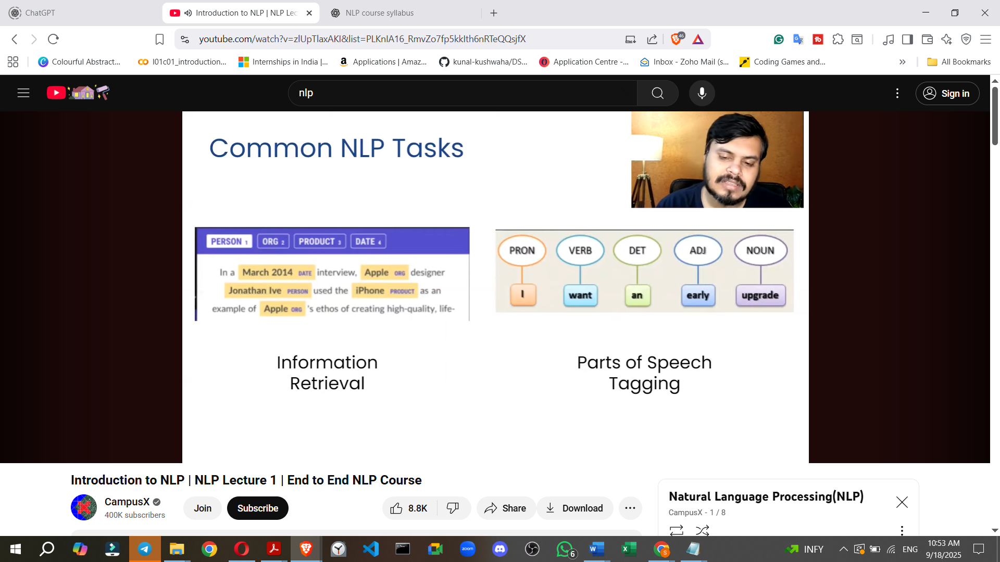 ChatGPT
Introduction to NLP | NLP Lec
NLP course syllabus
youtube.com/watch?v=zlUpTlaxAKI&list=PLKnIA16_RmvZo7fp5kkIth6nRTeQQsjfX
46
Colourful Abstract...
l01c01_introduction...
Internships in India |...
Applications | Amaz...
kunal-kushwaha/DS...
Application Centre -...
Inbox - Zoho Mail (s...
Coding Games and...
All Bookmarks
nlp
Sign in
Common NLP Tasks
PERSON 1 ORG 2 PRODUCT 3 DATE 4
In a March 2014 DATE interview, Apple ORG designer
Jonathan Ive PERSON used the iPhone PRODUCT as an
example of Apple ORG 's ethos of creating high-quality, life-
PRON VERB DET ADJ NOUN
I want an early upgrade
Information
Retrieval
Parts of Speech
Tagging
Introduction to NLP | NLP Lecture 1 | End to End NLP Course
CampusX
400K subscribers
Join
Subscribe
8.8K
Share
Download
Natural Language Processing(NLP)
CampusX - 1 / 8
zoom
6
INFY
ENG
10:53 AM
9/18/2025